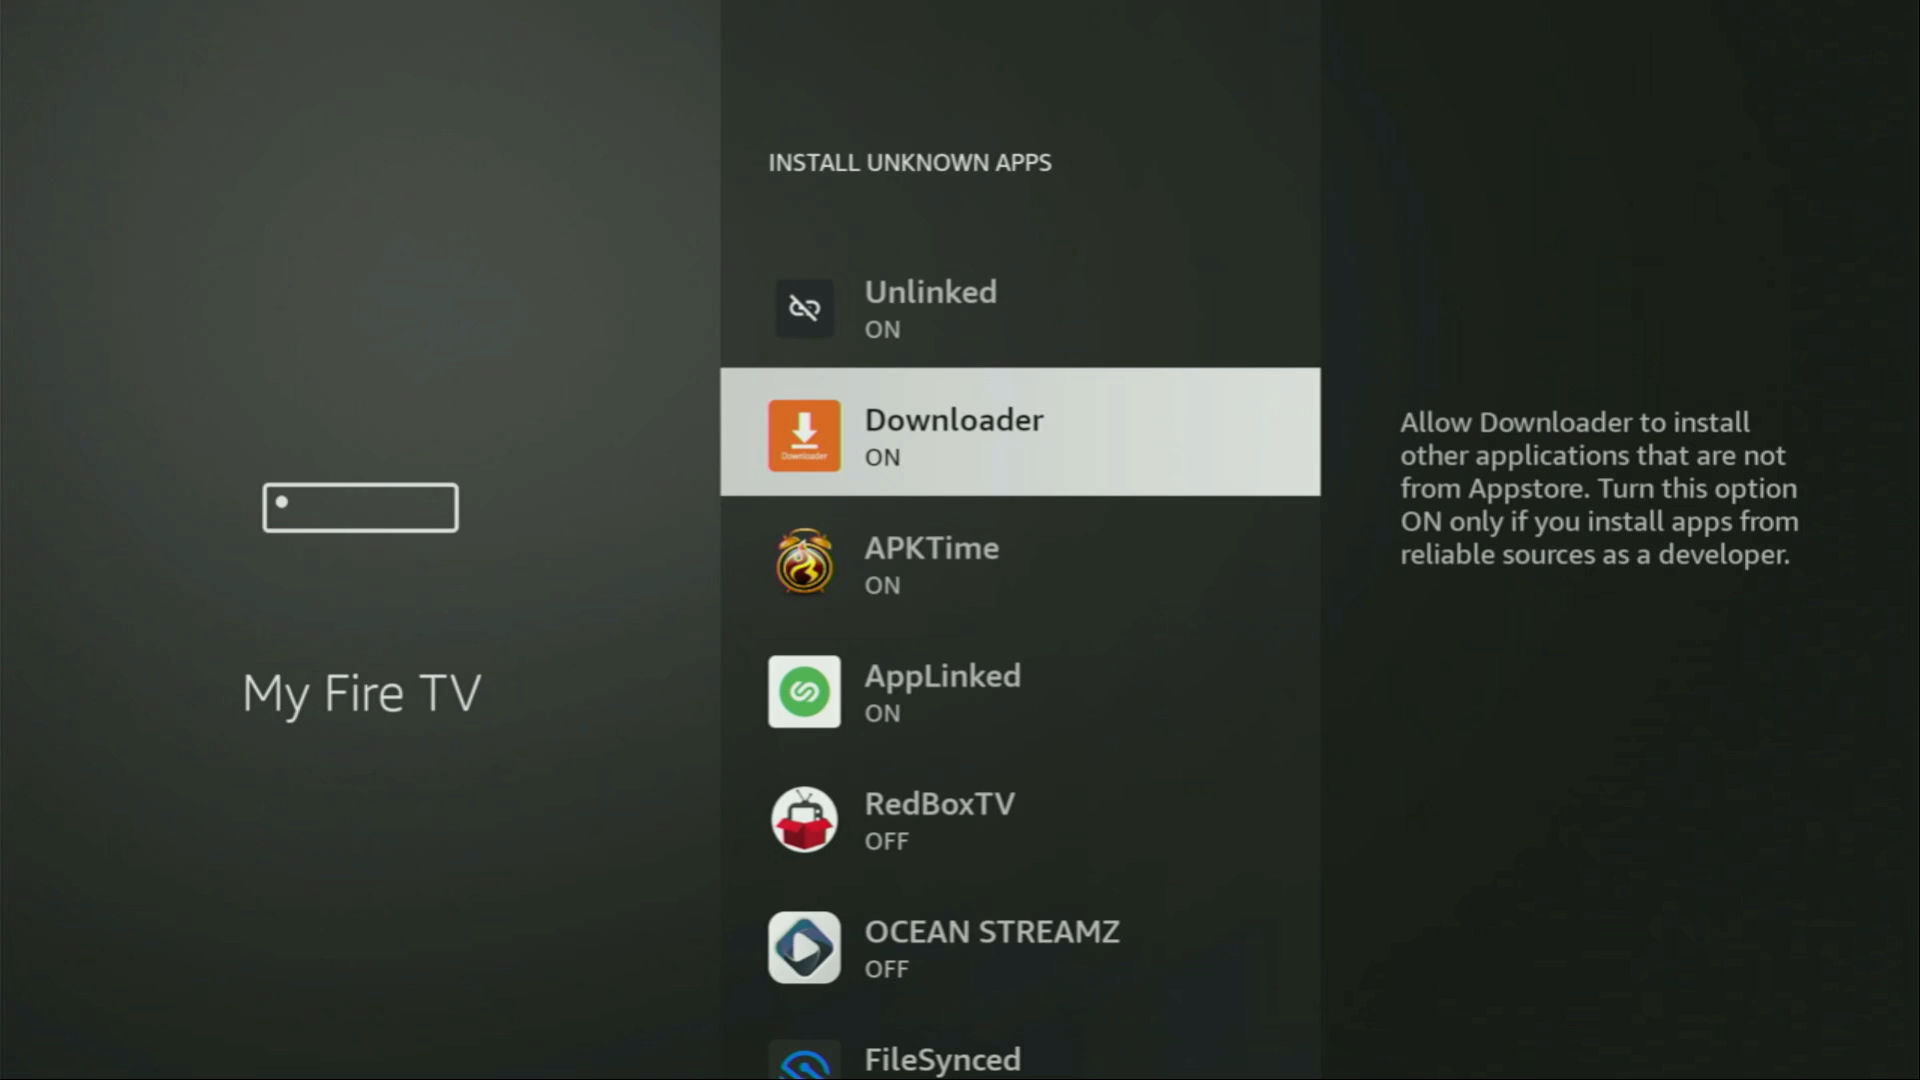 INSTALL UNKNOWN APPS
Unlinked
ON
Downloader
Downloader
ON
APKTime
ON
AppLinked
ON
RedBoxTV
OFF
OCEAN STREAMZ
OFF
FileSynced
My Fire TV
Allow Downloader to install
other applications that are not
from Appstore. Turn this option
ON only if you install apps from
reliable sources as a developer.